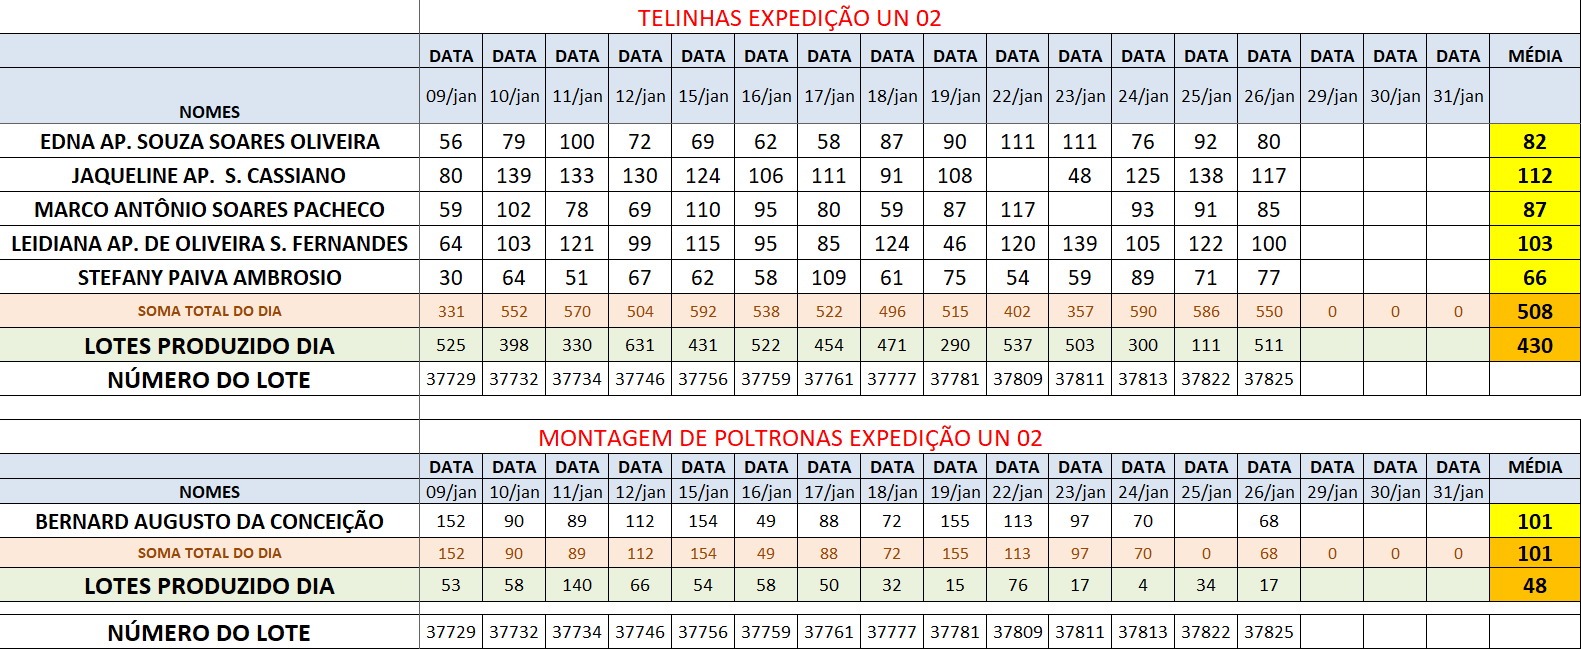 TELINHAS EXPEDIÇÃO UN 02
DATA DATA DATA DATA DATA DATA DATA DATA DATA DATA DATA DATA DATA DATA DATA DATA DATA MÉDIA
NOMES 09/jan 10/jan 11/jan 12/jan 15/jan 16/jan 17/jan 18/jan 19/jan 22/jan 23/jan 24/jan 25/jan 26/jan 29/jan 30/jan 31/jan
EDNA AP. SOUZA SOARES OLIVEIRA 56 79 100 72 69 62 58 87 90 111 111 76 92 80 82
JAQUELINE AP. S. CASSIANO 80 139 133 130 124 106 111 91 108 48 125 138 117 112
MARCO ANTÔNIO SOARES PACHECO 59 102 78 69 110 95 80 59 87 117 93 91 85 87
LEIDIANA AP. DE OLIVEIRA S. FERNANDES 64 103 121 99 115 95 85 124 46 120 139 105 122 100 103
STEFANY PAIVA AMBROSIO 30 64 51 67 62 58 109 61 75 54 59 89 71 77 66
SOMA TOTAL DO DIA 331 552 570 504 592 538 522 496 515 402 357 590 586 550 0 0 0 508
LOTES PRODUZIDO DIA 525 398 330 631 431 522 454 471 290 537 503 300 111 511 430
NÚMERO DO LOTE 37729 37732 37734 37746 37756 37759 37761 37777 37781 37809 37811 37813 37822 37825
MONTAGEM DE POLTRONAS EXPEDIÇÃO UN 02
DATA DATA DATA DATA DATA DATA DATA DATA DATA DATA DATA DATA DATA DATA DATA DATA DATA MÉDIA
NOMES 09/jan 10/jan 11/jan 12/jan 15/jan 16/jan 17/jan 18/jan 19/jan 22/jan 23/jan 24/jan 25/jan 26/jan 29/jan 30/jan 31/jan
BERNARD AUGUSTO DA CONCEIÇÃO 152 90 89 112 154 49 88 72 155 113 97 70 68 101
SOMA TOTAL DO DIA 152 90 89 112 154 49 88 72 155 113 97 70 0 68 0 0 0 101
LOTES PRODUZIDO DIA 53 58 140 66 54 58 50 32 15 76 17 4 34 17 48
NÚMERO DO LOTE 37729 37732 37734 37746 37756 37759 37761 37777 37781 37809 37811 37813 37822 37825